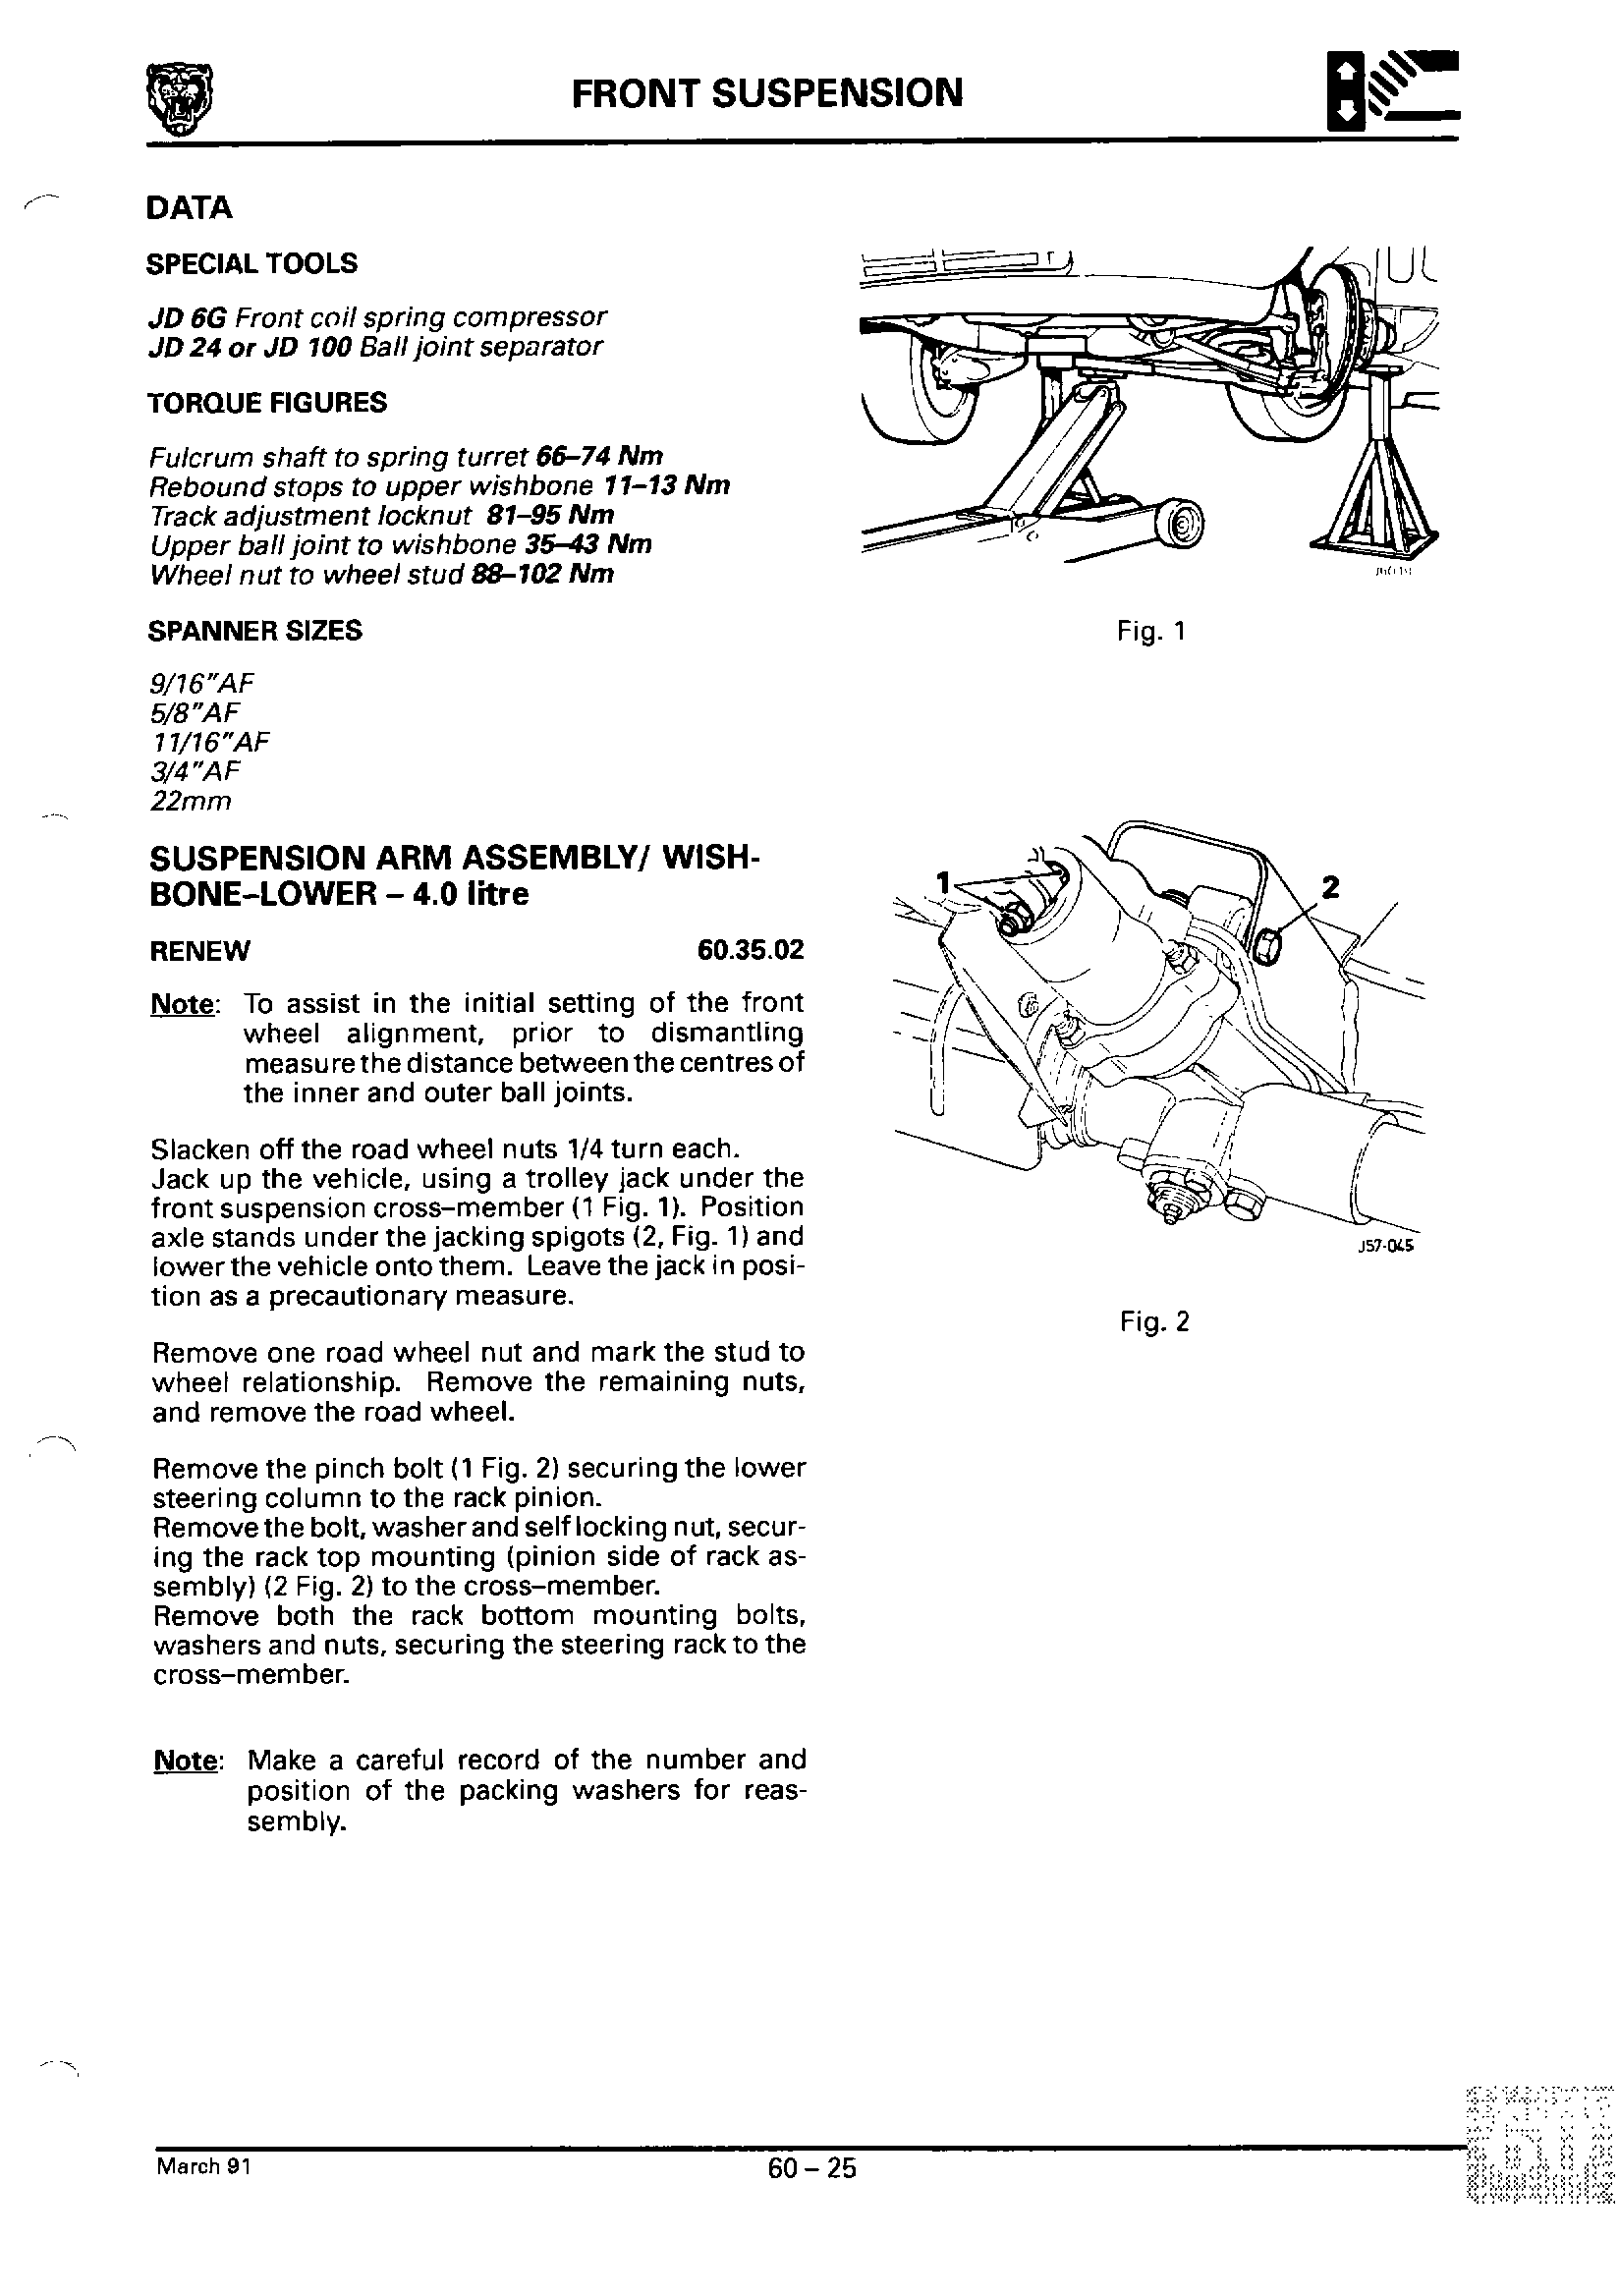 FRONT SUSPENSION
DATA
SPECIAL TOOLS
JD 6G Front coil spring compressor
JD 24 or JD 100 Ball joint separator
TORQUE FIGURES
Fulcrum shaft to spring turret 66–74 Nm
Rebound stops to upper wishbone 11–13 Nm
Track adjustment locknut 81–95 Nm
Upper ball joint to wishbone 35–43 Nm
Wheel nut to wheel stud 88–102 Nm
SPANNER SIZES
9/16"AF
5/8"AF
11/16"AF
3/4"AF
22mm
SUSPENSION ARM ASSEMBLY/ WISH-
BONE–LOWER – 4.0 litre
RENEW 60.35.02
Note: To assist in the initial setting of the front
wheel alignment, prior to dismantling
measure the distance between the centres of
the inner and outer ball joints.
Slacken off the road wheel nuts 1/4 turn each.
Jack up the vehicle, using a trolley jack under the
front suspension cross–member (1 Fig. 1). Position
axle stands under the jacking spigots (2, Fig. 1) and
lower the vehicle onto them. Leave the jack in posi-
tion as a precautionary measure.
Remove one road wheel nut and mark the stud to
wheel relationship. Remove the remaining nuts,
and remove the road wheel.
Remove the pinch bolt (1 Fig. 2) securing the lower
steering column to the rack pinion.
Remove the bolt, washer and self locking nut, secur-
ing the rack top mounting (pinion side of rack as-
sembly) (2 Fig. 2) to the cross–member.
Remove both the rack bottom mounting bolts,
washers and nuts, securing the steering rack to the
cross–member.
Note: Make a careful record of the number and
position of the packing washers for reas-
sembly.
Fig. 1
1
2
J57-045
Fig. 2
March 91
60 – 25